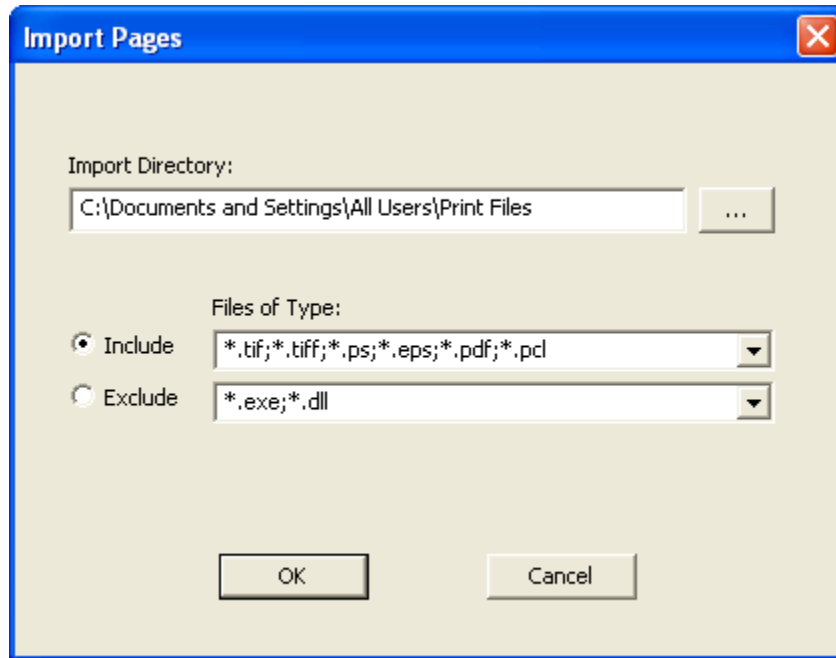 Import Pages
Import Directory:
C:\Documents and Settings\All Users\Print Files
...
Files of Type:
Include
*.tif;*.tiff;*.ps;*.eps;*.pdf;*.pcl
Exclude
*.exe;*.dll
OK
Cancel